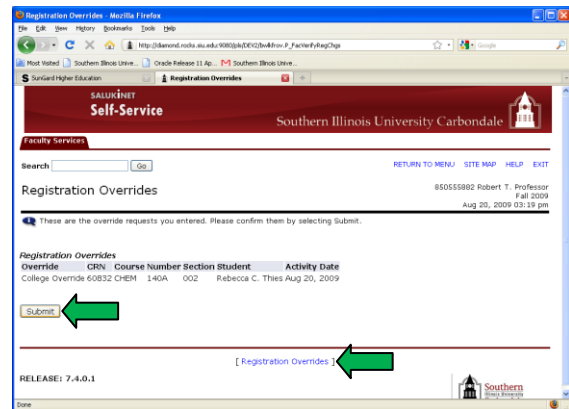 Registration Overrides - Mozilla Firefox
File Edit View History Bookmarks Tools Help
http://diamond.rocks.siu.edu:9080/pls/DEV2/bwlkfrov.P_FacVerifyRegChgs
Google
Most Visited Southern Illinois Unive... Oracle Release 11 Ap... Southern Illinois Unive...
SunGard Higher Education Registration Overrides
SALUKINET
Self-Service
Southern Illinois University Carbondale
Faculty Services
Search Go RETURN TO MENU SITE MAP HELP EXIT
Registration Overrides
850555882 Robert T. Professor
Fall 2009
Aug 20, 2009 03:19 pm
These are the override requests you entered. Please confirm them by selecting Submit.
Registration Overrides
Override CRN Course Number Section Student Activity Date
College Override 60832 CHEM 140A 002 Rebecca C. Thies Aug 20, 2009
Submit
[ Registration Overrides ]
RELEASE: 7.4.0.1
Southern
Illinois University
Done